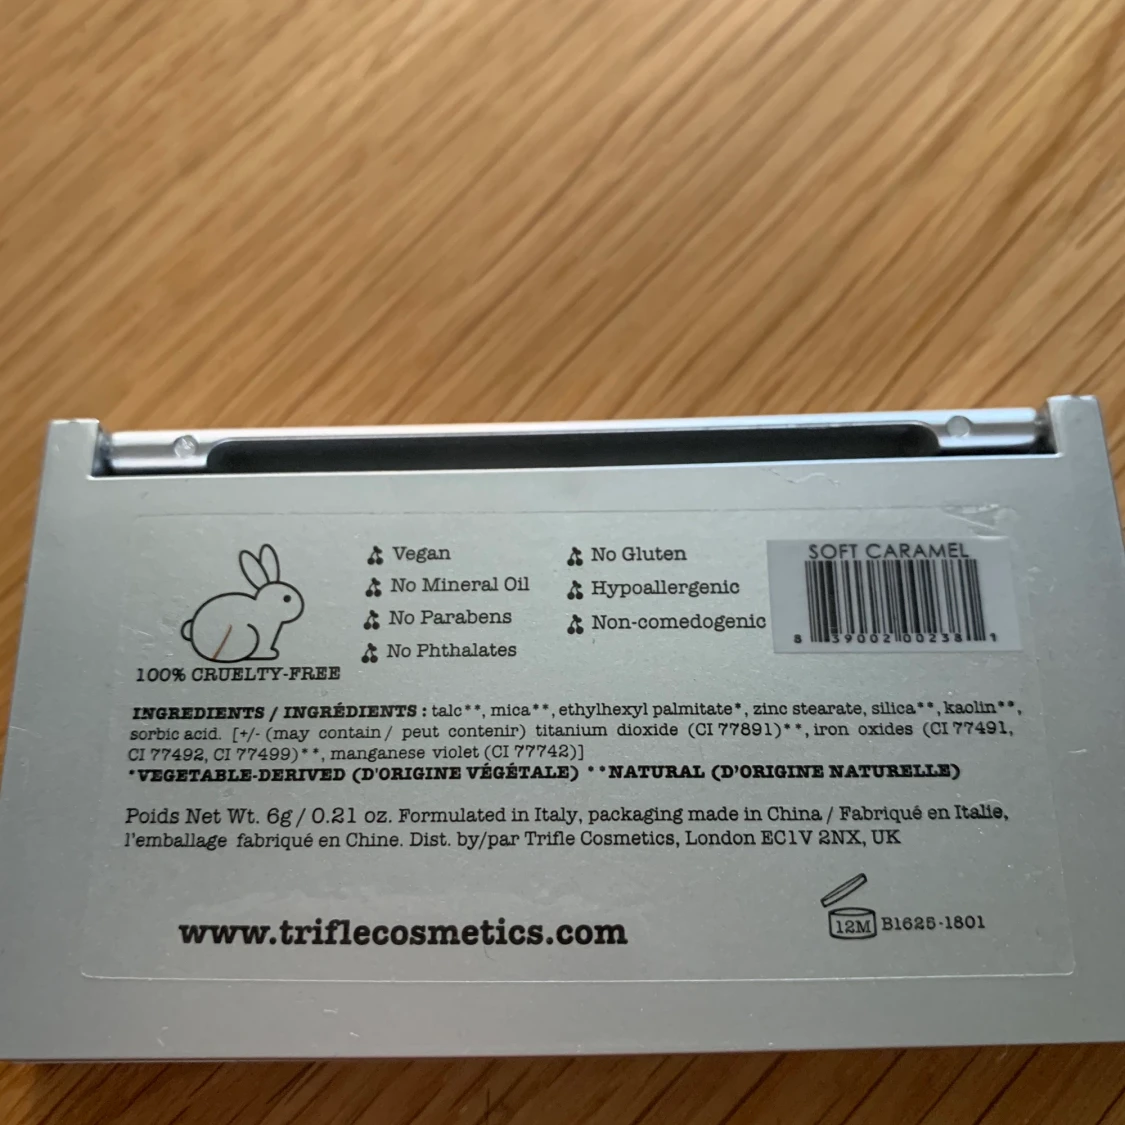 Vegan
No Mineral Oil
No Parabens
No Phthalates
No Gluten
Hypoallergenic
Non-comedogenic
SOFT CARAMEL
8 39002 00238 1
100% CRUELTY-FREE
INGREDIENTS / INGRÉDIENTS : talc**, mica**, ethylhexyl palmitate*, zinc stearate, silica**, kaolin**,
sorbic acid. [+/- (may contain / peut contenir) titanium dioxide (CI 77891)**, iron oxides (CI 77491,
CI 77492, CI 77499)**, manganese violet (CI 77742)]
*VEGETABLE-DERIVED (D'ORIGINE VÉGÉTALE) **NATURAL (D'ORIGINE NATURELLE)
Poids Net Wt. 6g / 0.21 oz. Formulated in Italy, packaging made in China / Fabriqué en Italie,
l'emballage fabriqué en Chine. Dist. by/par Trifle Cosmetics, London EC1V 2NX, UK
www.triflecosmetics.com
12M B1625-1801